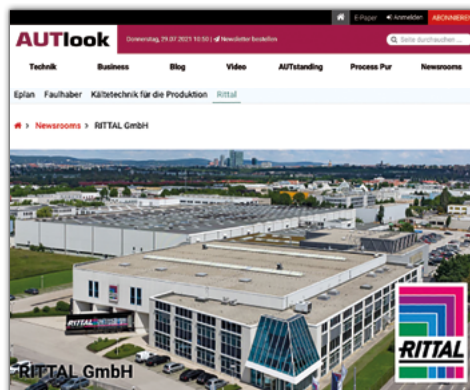 E-Paper Anmelden ABONNIEREN
AUTlook Donnerstag, 29.07.2021 10:50 | Newsletter bestellen Seite durchsuchen ...
Technik Business Blog Video AUTstanding Process Pur Newsrooms
Eplan Faulhaber Kältetechnik für die Produktion Rittal
> Newsrooms > RITTAL GmbH
RITTAL
RITTAL GmbH